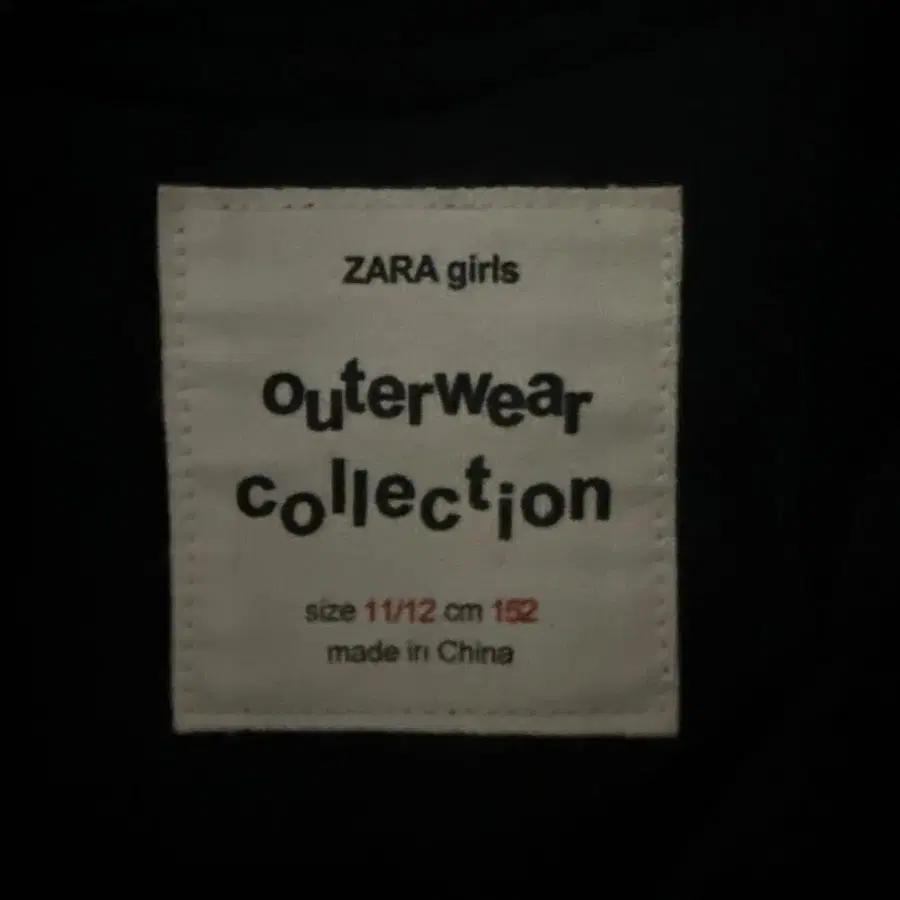 ZARA girls
outerwear
collection
size 11/12 cm 152
made in China